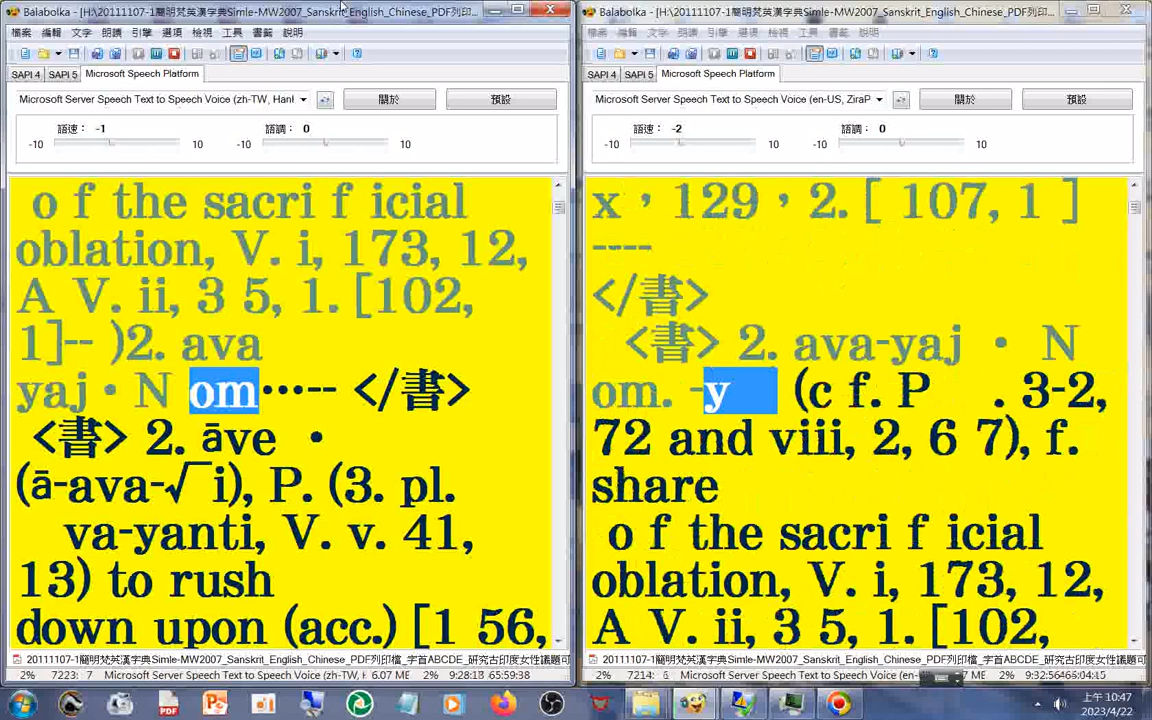 Balabolka - [H:\20111107-1簡明梵英漢字典Simle-MW2007_Sanskrit_English_Chinese_PDF列印...
檔案 編輯 文字 朗讀 引擎 選項 檢視 工具 書籤 說明
SAPI 4 SAPI 5 Microsoft Speech Platform
Microsoft Server Speech Text to Speech Voice (zh-TW, Hanl
關於 預設
語速： -1 語調： 0
-10 10 -10 10
o f the sacri f icial
oblation, V. i, 173, 12,
A V. ii, 3 5, 1. [102,
1]-- )2. ava
yaj • N om…-- </書>
<書> 2. āve •
(ā-ava-√ i), P. (3. pl.
va-yanti, V. v. 41,
13) to rush
down upon (acc.) [1 56,
20111107-1簡明梵英漢字典Simle-MW2007_Sanskrit_English_Chinese_PDF列印檔_字首ABCDE_研究古印度女性議題可
2% 7223: 7 Microsoft Server Speech Text to Speech Voice (zh-TW, H 6.07 MB 2% 9:28:13 65:59:38
Balabolka - [H:\20111107-1簡明梵英漢字典Simle-MW2007_Sanskrit_English_Chinese_PDF列印...
檔案 編輯 文字 朗讀 引擎 選項 檢視 工具 書籤 說明
SAPI 4 SAPI 5 Microsoft Speech Platform
Microsoft Server Speech Text to Speech Voice (en-US, ZiraP
關於 預設
語速： -2 語調： 0
-10 10 -10 10
x，129，2. [ 107, 1 ]
----
</書>
<書> 2. ava-yaj • N
om. -y (c f. P . 3-2,
72 and viii, 2, 6 7), f.
share
o f the sacri f icial
oblation, V. i, 173, 12,
A V. ii, 3 5, 1. [102,
20111107-1簡明梵英漢字典Simle-MW2007_Sanskrit_English_Chinese_PDF列印檔_字首ABCDE_研究古印度女性議題可
2% 7214: Microsoft Server Speech Text to Speech Voice MB 2%
上午 10:47
2023/4/22